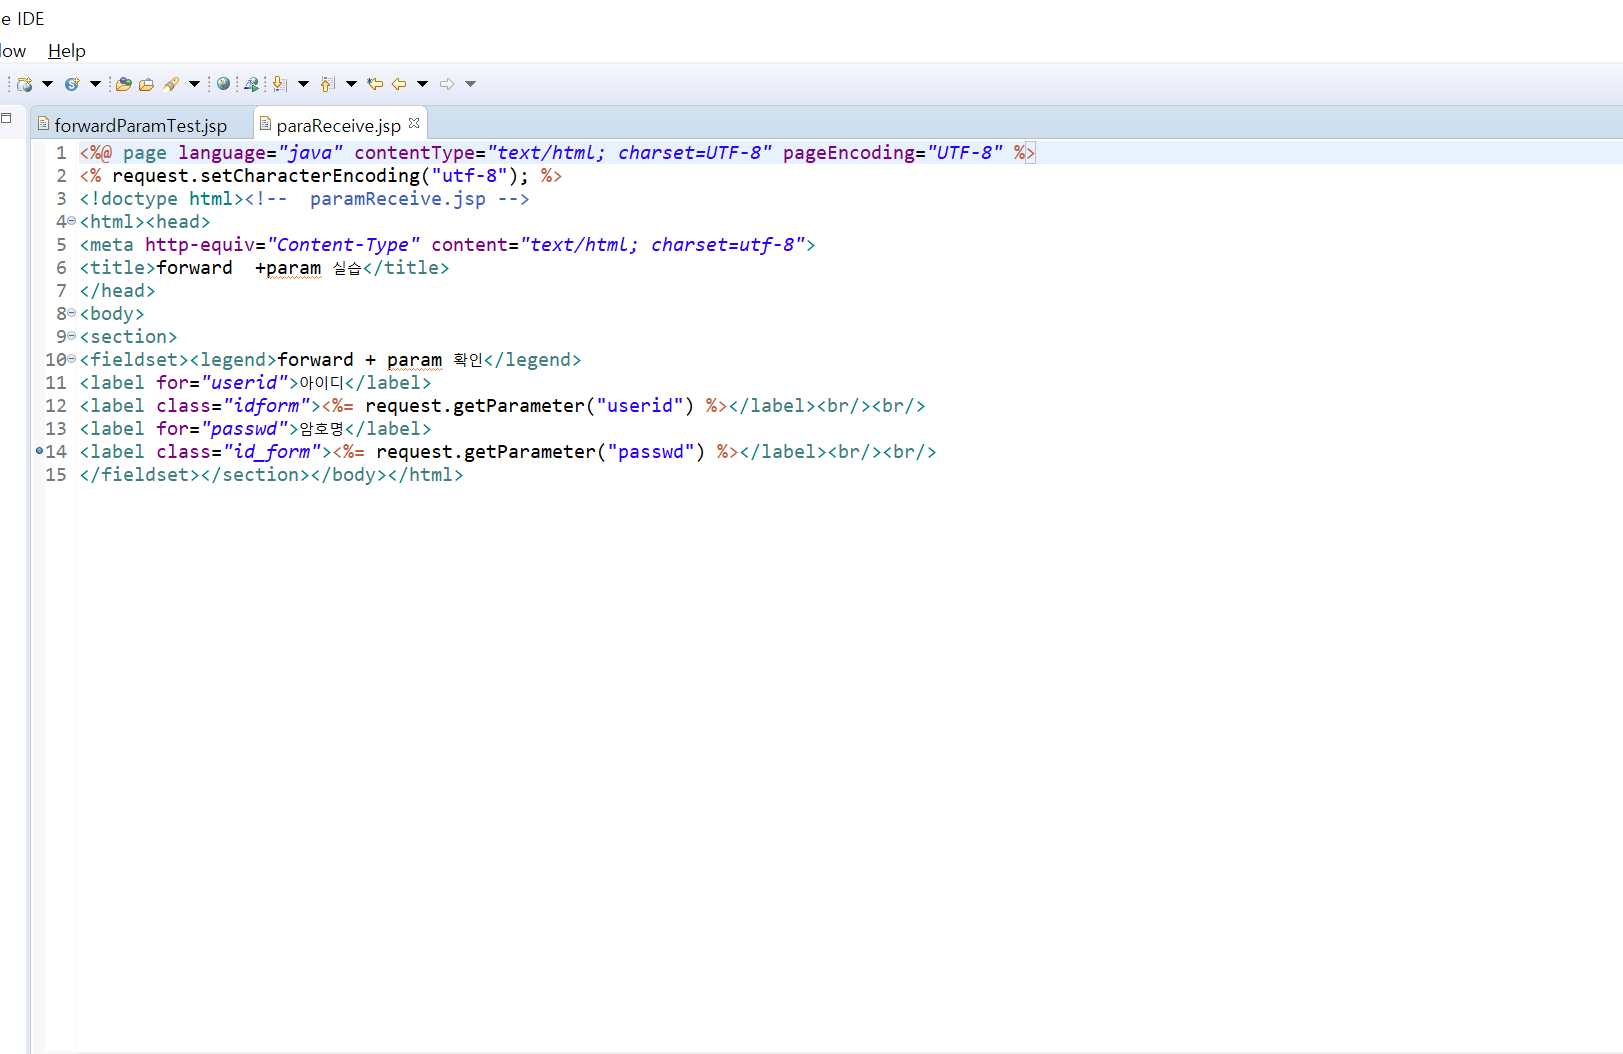 e IDE
low Help
forwardParamTest.jsp paraReceive.jsp
1 <%@ page language="java" contentType="text/html; charset=UTF-8" pageEncoding="UTF-8" %>
2 <% request.setCharacterEncoding("utf-8"); %>
3 <!doctype html><!--  paramReceive.jsp -->
4 <html><head>
5 <meta http-equiv="Content-Type" content="text/html; charset=utf-8">
6 <title>forward  +param 실습</title>
7 </head>
8 <body>
9 <section>
10 <fieldset><legend>forward + param 확인</legend>
11 <label for="userid">아이디</label>
12 <label class="idform"><%= request.getParameter("userid") %></label><br/><br/>
13 <label for="passwd">암호명</label>
14 <label class="id_form"><%= request.getParameter("passwd") %></label><br/><br/>
15 </fieldset></section></body></html>